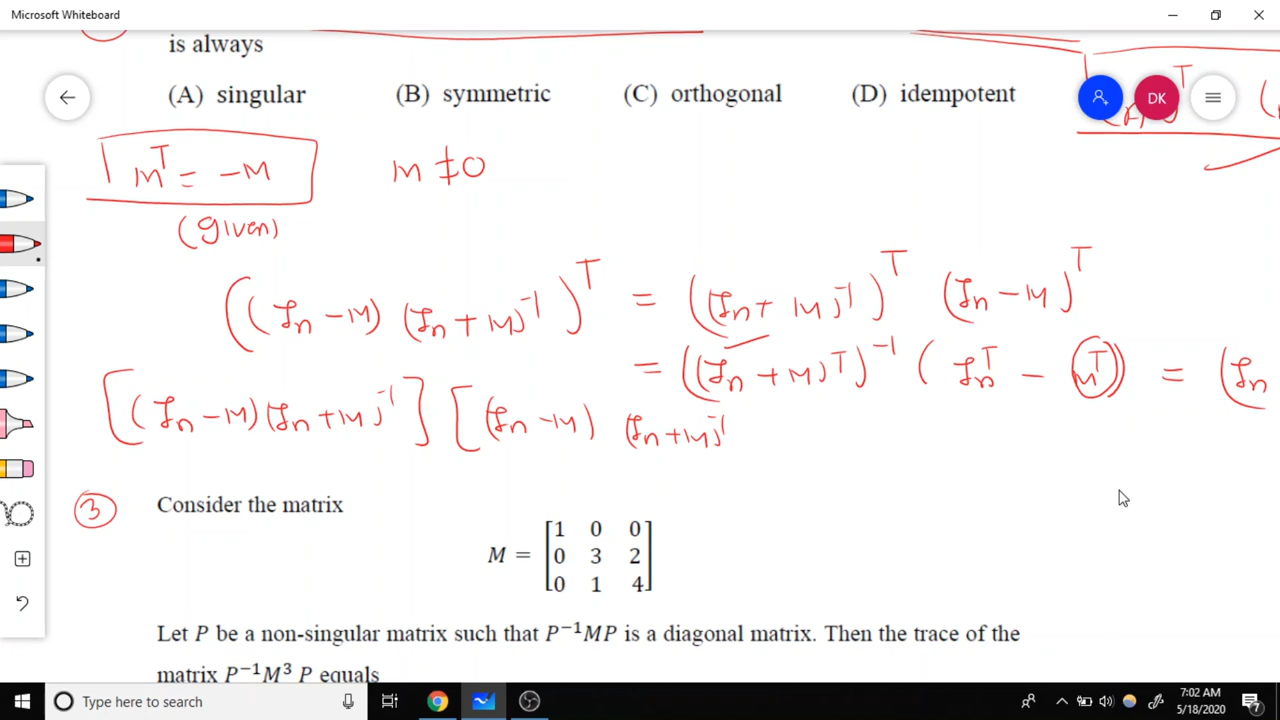 Microsoft Whiteboard
is always
(A) singular (B) symmetric (C) orthogonal (D) idempotent
DK
M^T = -M M ≠ 0
(given)
((I_n - M) (I_n + M)^-1)^T = ((I_n + M)^-1)^T (I_n - M)^T
= ((I_n + M)^T)^-1 (I_n^T - M^T) = (I_n
[(I_n - M)(I_n + M)^-1] [(I_n - M) (I_n + M)^-1
3 Consider the matrix
M = [1 0 0
0 3 2
0 1 4]
Let P be a non-singular matrix such that P^-1MP is a diagonal matrix. Then the trace of the
matrix P^-1M^3 P equals
Type here to search
7:02 AM
5/18/2020
7